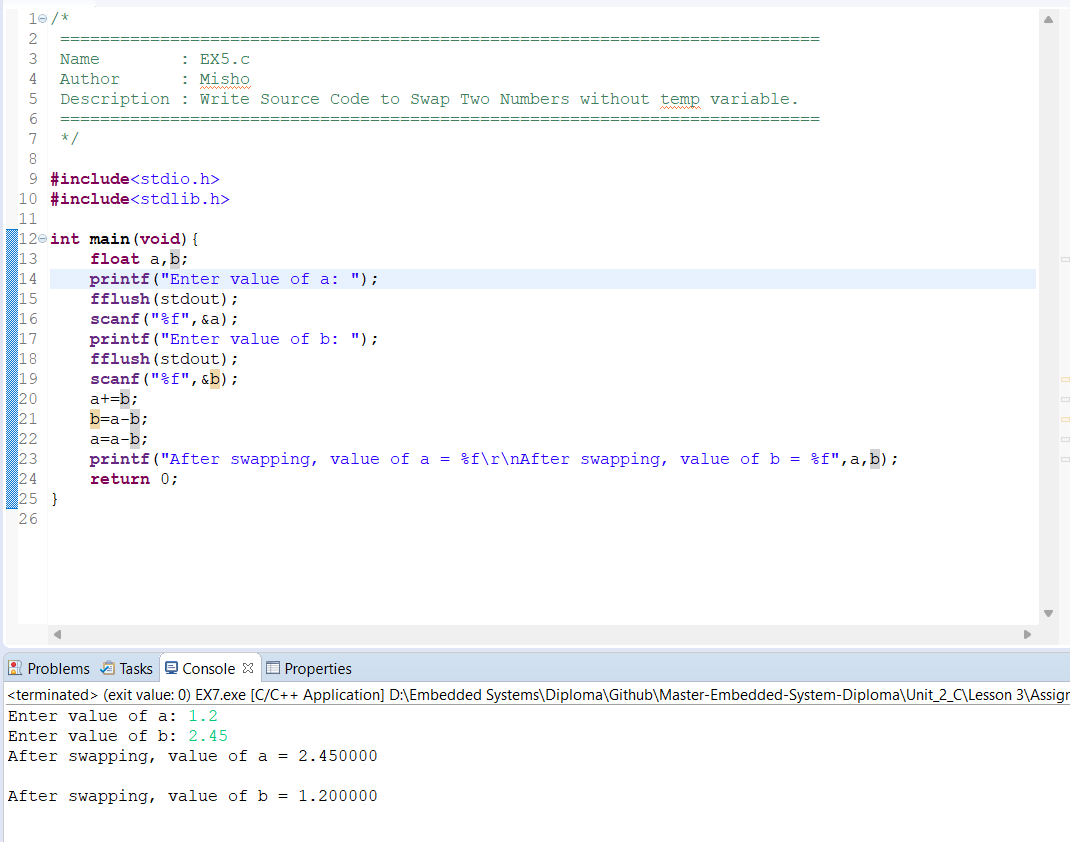 1 /*
2 ============================================================================
3 Name        : EX5.c
4 Author      : Misho
5 Description : Write Source Code to Swap Two Numbers without temp variable.
6 ============================================================================
7 */
8
9 #include<stdio.h>
10 #include<stdlib.h>
11
12 int main(void){
13     float a,b;
14     printf("Enter value of a: ");
15     fflush(stdout);
16     scanf("%f",&a);
17     printf("Enter value of b: ");
18     fflush(stdout);
19     scanf("%f",&b);
20     a+=b;
21     b=a-b;
22     a=a-b;
23     printf("After swapping, value of a = %f\r\nAfter swapping, value of b = %f",a,b);
24     return 0;
25 }
26
Problems Tasks Console Properties
<terminated> (exit value: 0) EX7.exe [C/C++ Application] D:\Embedded Systems\Diploma\Github\Master-Embedded-System-Diploma\Unit_2_C\Lesson 3\Assigr
Enter value of a: 1.2
Enter value of b: 2.45
After swapping, value of a = 2.450000
After swapping, value of b = 1.200000